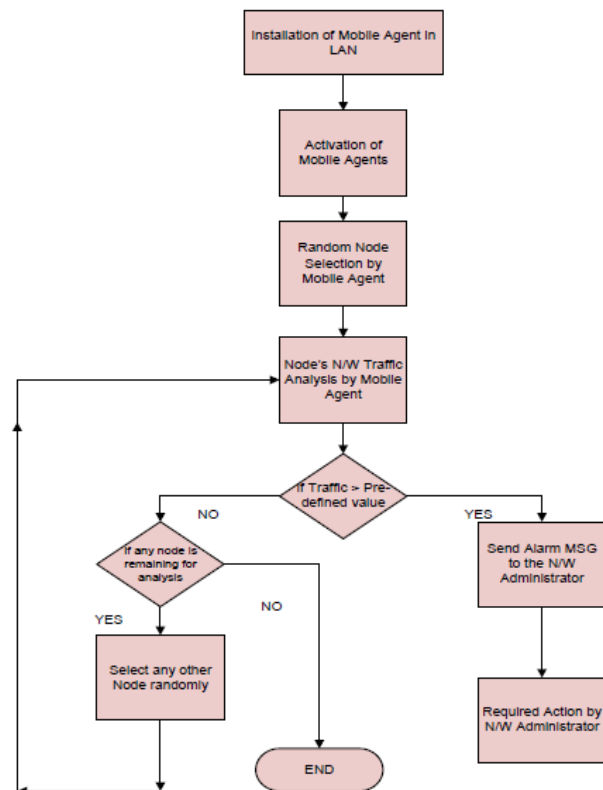 Installation of Mobile Agent in
LAN
Activation of
Mobile Agents
Random Node
Selection by
Mobile Agent
Node's N/W Traffic
Analysis by Mobile
Agent
If Traffic > Pre-
defined value
NO
YES
If any node is
remaining for
analysis
Send Alarm MSG
to the N/W
Administrator
YES
NO
Select any other
Node randomly
Required Action by
N/W Administrator
END